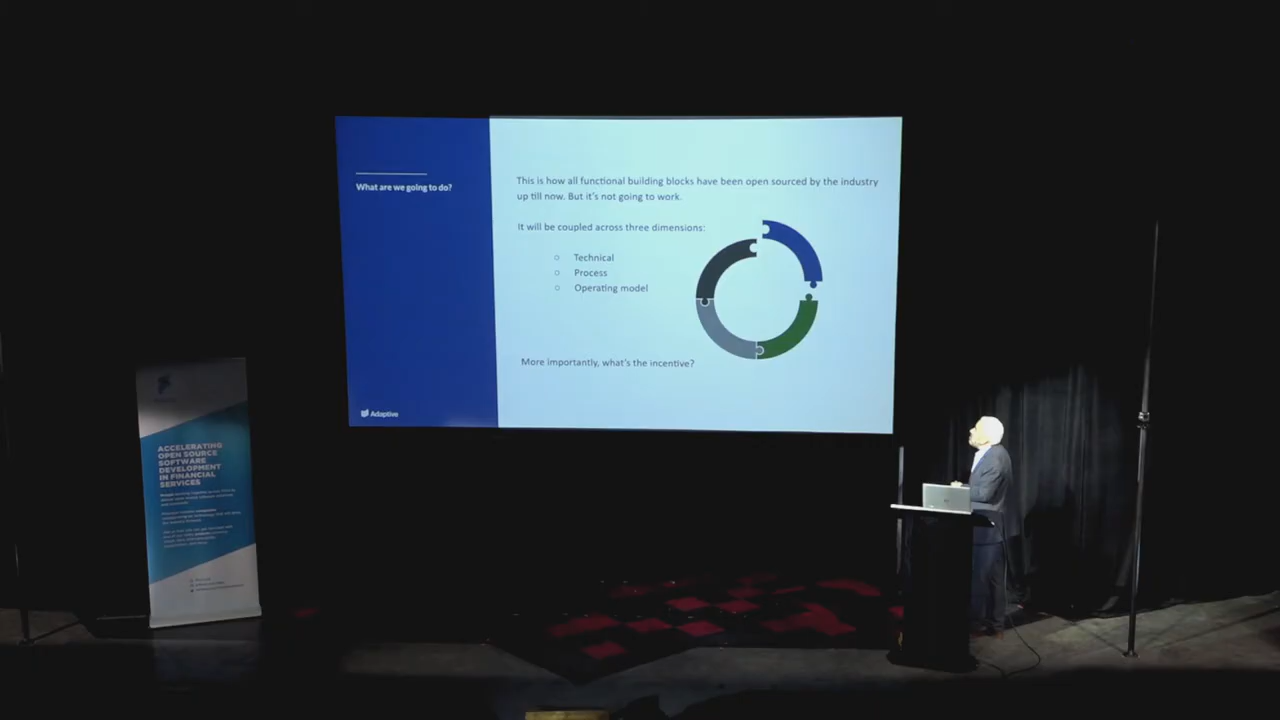 What are we going to do?
This is how all functional building blocks have been open sourced by the industry
up till now. But it's not going to work.
It will be coupled across three dimensions:
Technical
Process
Operating model
More importantly, what's the incentive?
Adaptive
ACCELERATING
OPEN SOURCE
SOFTWARE
DEVELOPMENT
IN FINANCIAL
SERVICES